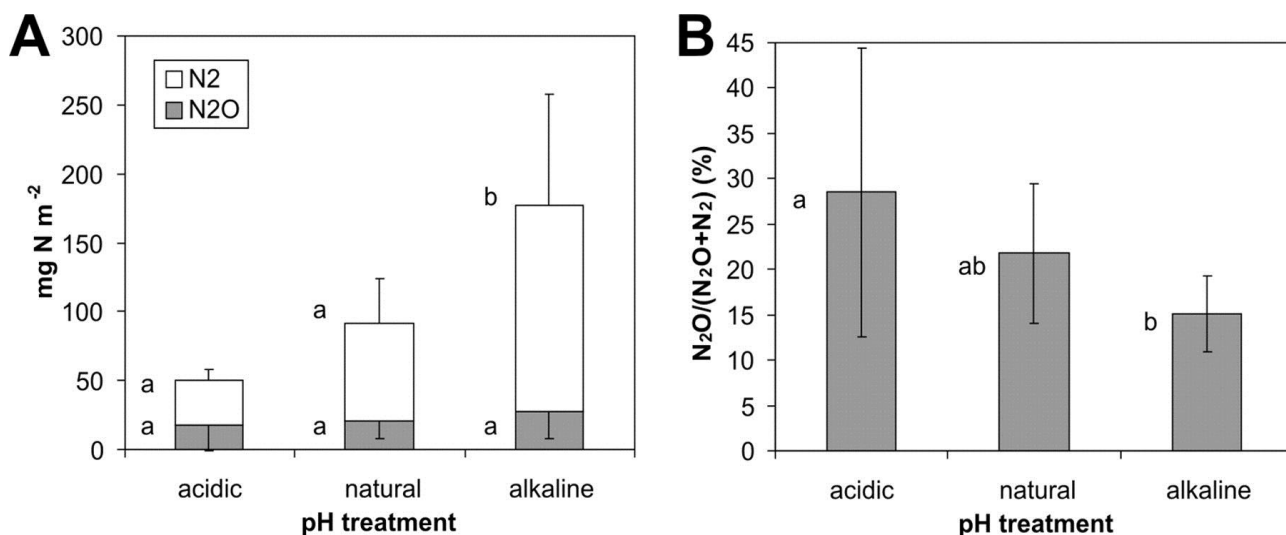 A
300
250
200
150
100
50
0
mg N m⁻²
N2
N2O
a
a
a
a
b
a
acidic natural alkaline
pH treatment
B
45
40
35
30
25
20
15
10
5
0
N₂O/(N₂O+N₂) (%)
a
ab
b
acidic natural alkaline
pH treatment